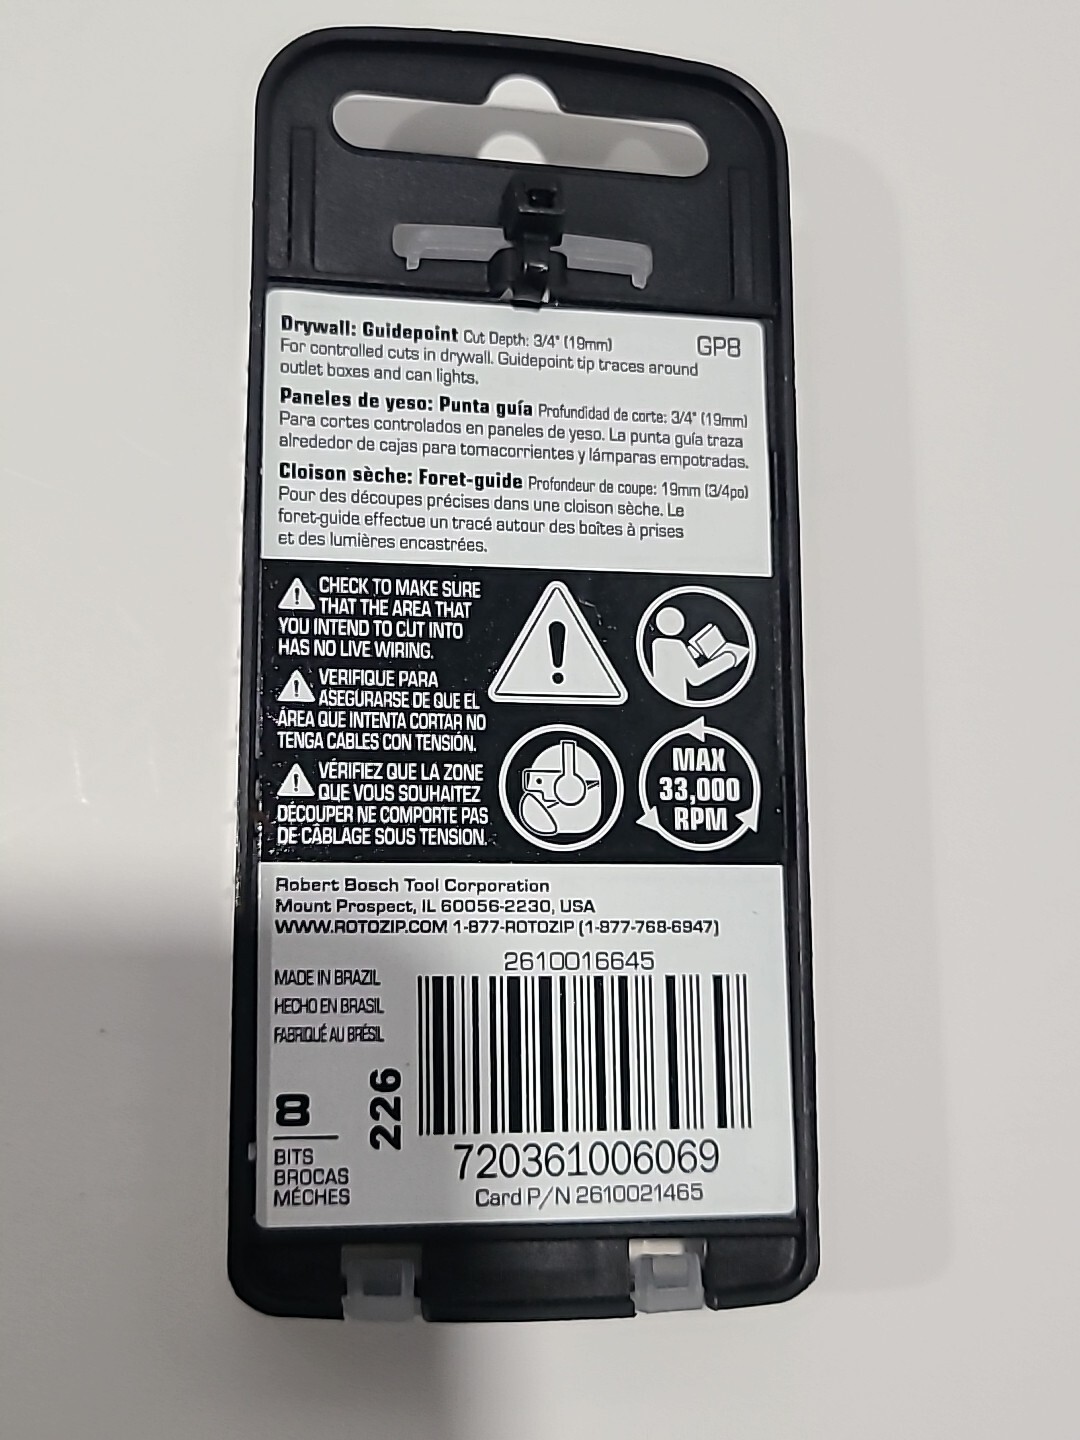 Drywall: Guidepoint Cut Depth: 3/4" (19mm) GP8
For controlled cuts in drywall. Guidepoint tip traces around
outlet boxes and can lights.
Paneles de yeso: Punta guía Profundidad de corte: 3/4" (19mm)
Para cortes controlados en paneles de yeso. La punta guía traza
alrededor de cajas para tomacorrientes y lámparas empotradas.
Cloison sèche: Foret-guide Profondeur de coupe: 19mm (3/4po)
Pour des découpes précises dans une cloison sèche. Le
foret-guide effectue un tracé autour des boîtes à prises
et des lumières encastrées.
CHECK TO MAKE SURE
THAT THE AREA THAT
YOU INTEND TO CUT INTO
HAS NO LIVE WIRING.
VERIFIQUE PARA
ASEGURARSE DE QUE EL
ÁREA QUE INTENTA CORTAR NO
TENGA CABLES CON TENSIÓN.
VÉRIFIEZ QUE LA ZONE
QUE VOUS SOUHAITEZ
DÉCOUPER NE COMPORTE PAS
DE CÂBLAGE SOUS TENSION.
MAX
33,000
RPM
Robert Bosch Tool Corporation
Mount Prospect, IL 60056-2230, USA
WWW.ROTOZIP.COM 1-877-ROTOZIP (1-877-768-6947)
2610016645
MADE IN BRAZIL
HECHO EN BRASIL
FABRIQUÉ AU BRÉSIL
226
8
BITS
BROCAS
MÉCHES
720361006069
Card P/N 2610021465